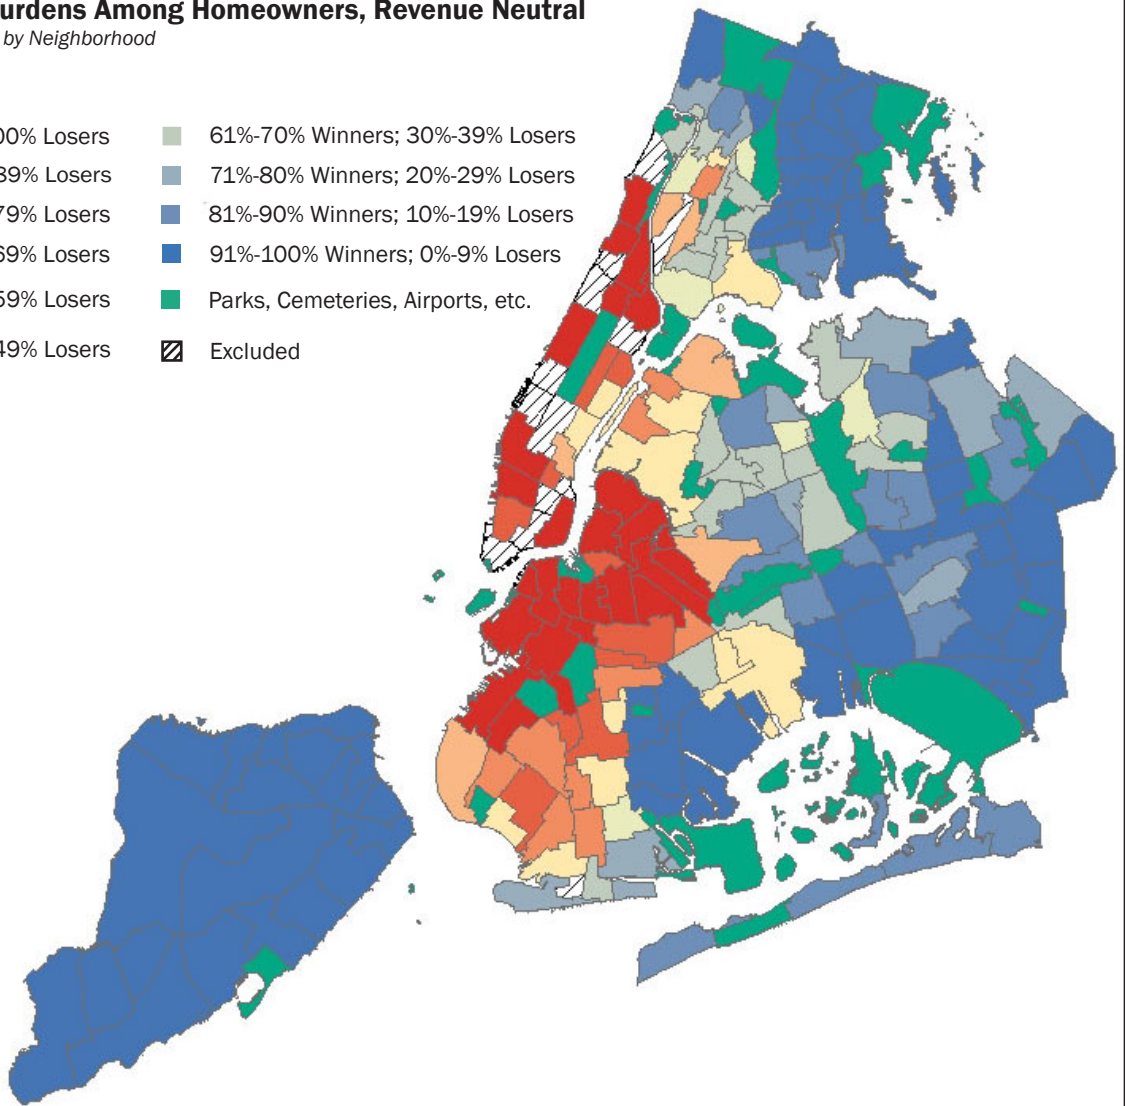 urdens Among Homeowners, Revenue Neutral
by Neighborhood
00% Losers
61%-70% Winners; 30%-39% Losers
89% Losers
71%-80% Winners; 20%-29% Losers
79% Losers
81%-90% Winners; 10%-19% Losers
69% Losers
91%-100% Winners; 0%-9% Losers
59% Losers
Parks, Cemeteries, Airports, etc.
49% Losers
Excluded